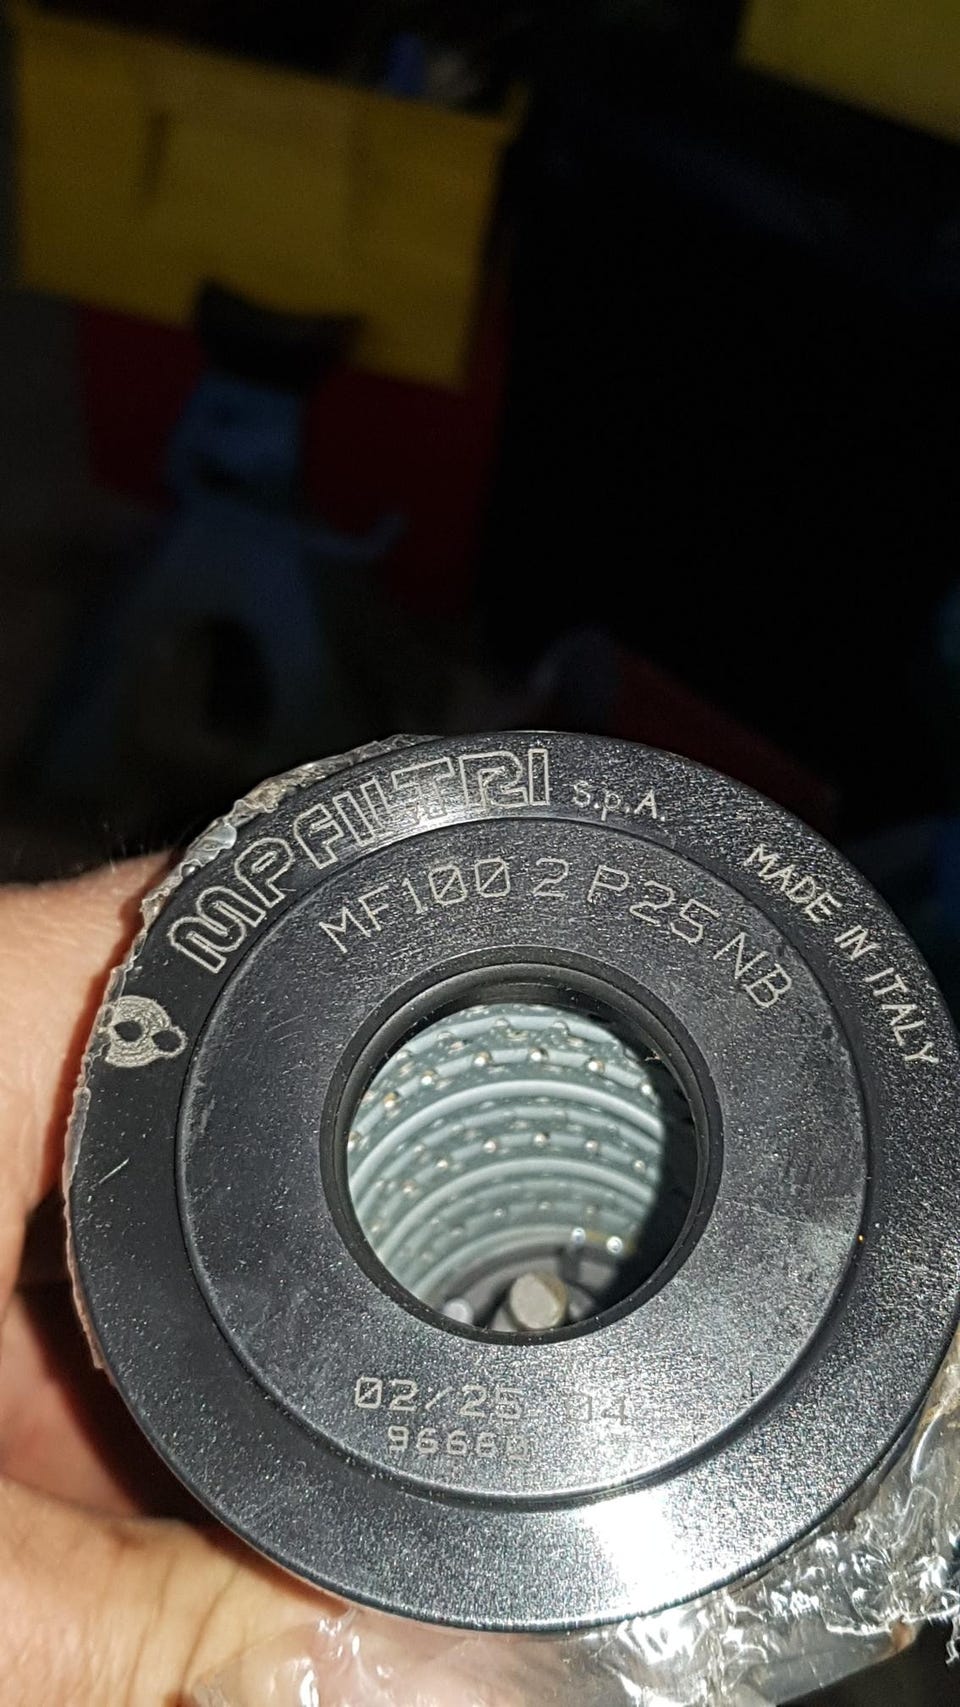 MPFILTRI S.p.A.
MADE IN ITALY
MF100 2 P25 NB
02/25 04